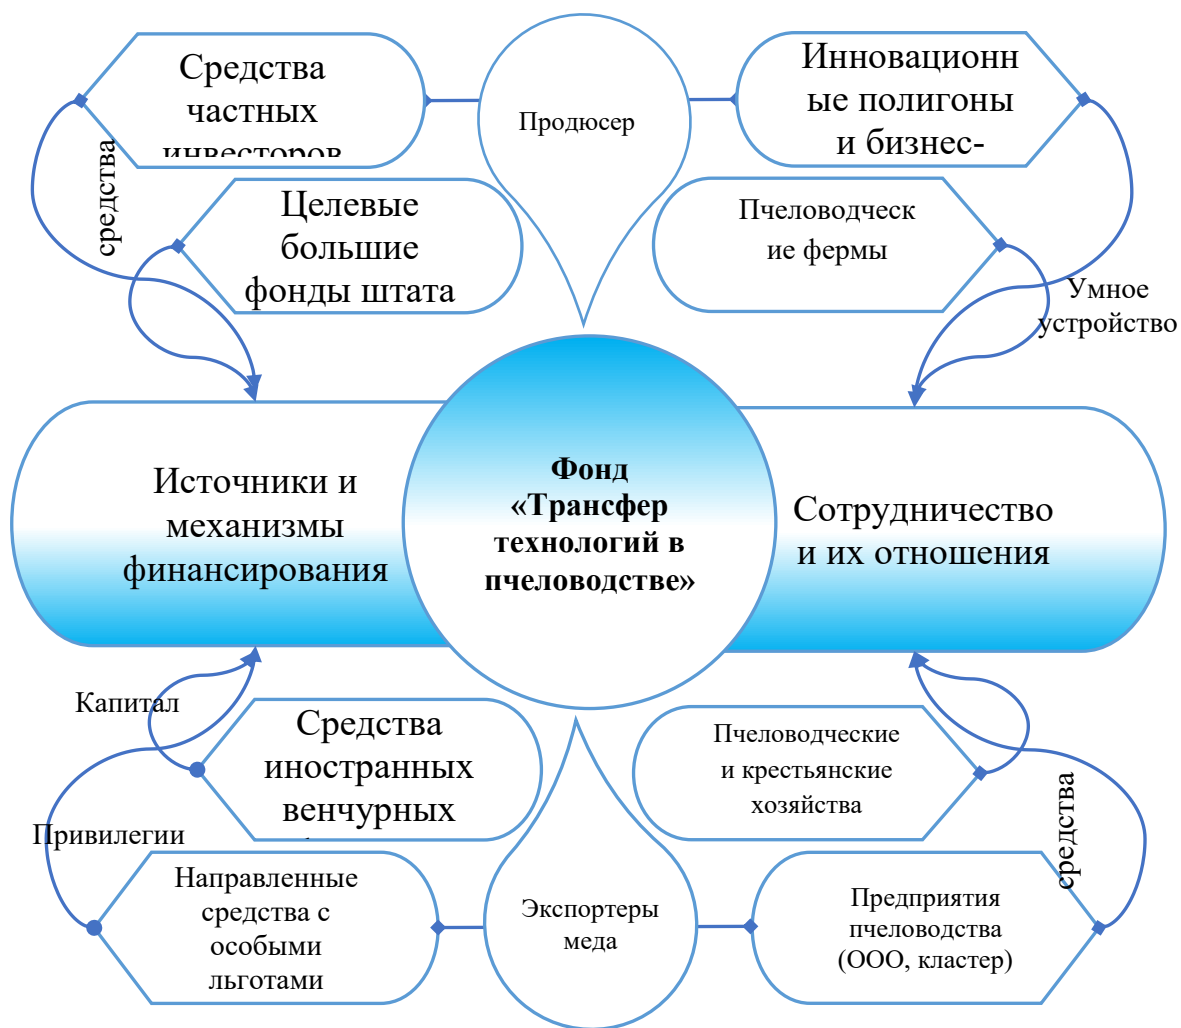 Средства
частных
инвесторов
Продюсер
Инновационн
ые полигоны
и бизнес-
средства
Целевые
большие
фонды штата
Пчеловодческ
ие фермы
Умное
устройство
Источники и
механизмы
финансирования
Фонд
«Трансфер
технологий в
пчеловодстве»
Сотрудничество
и их отношения
Капитал
Средства
иностранных
венчурных
Пчеловодческие
и крестьянские
хозяйства
средства
Привилегии
Направленные
средства с
особыми
льготами
Экспортеры
меда
Предприятия
пчеловодства
(ООО, кластер)